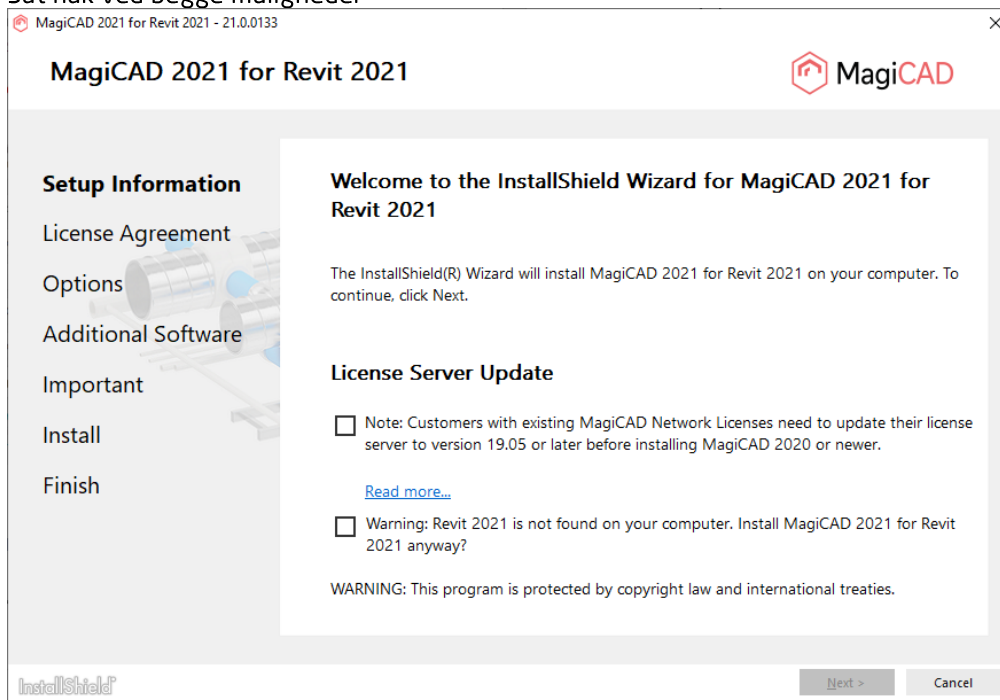 Sæt hak ved begge muligheder
MagiCAD 2021 for Revit 2021 - 21.0.0133
MagiCAD 2021 for Revit 2021
MagiCAD
Setup Information
License Agreement
Options
Additional Software
Important
Install
Finish
Welcome to the InstallShield Wizard for MagiCAD 2021 for
Revit 2021
The InstallShield(R) Wizard will install MagiCAD 2021 for Revit 2021 on your computer. To
continue, click Next.
License Server Update
Note: Customers with existing MagiCAD Network Licenses need to update their license
server to version 19.05 or later before installing MagiCAD 2020 or newer.
Read more...
Warning: Revit 2021 is not found on your computer. Install MagiCAD 2021 for Revit
2021 anyway?
WARNING: This program is protected by copyright law and international treaties.
InstallShield
Next >
Cancel